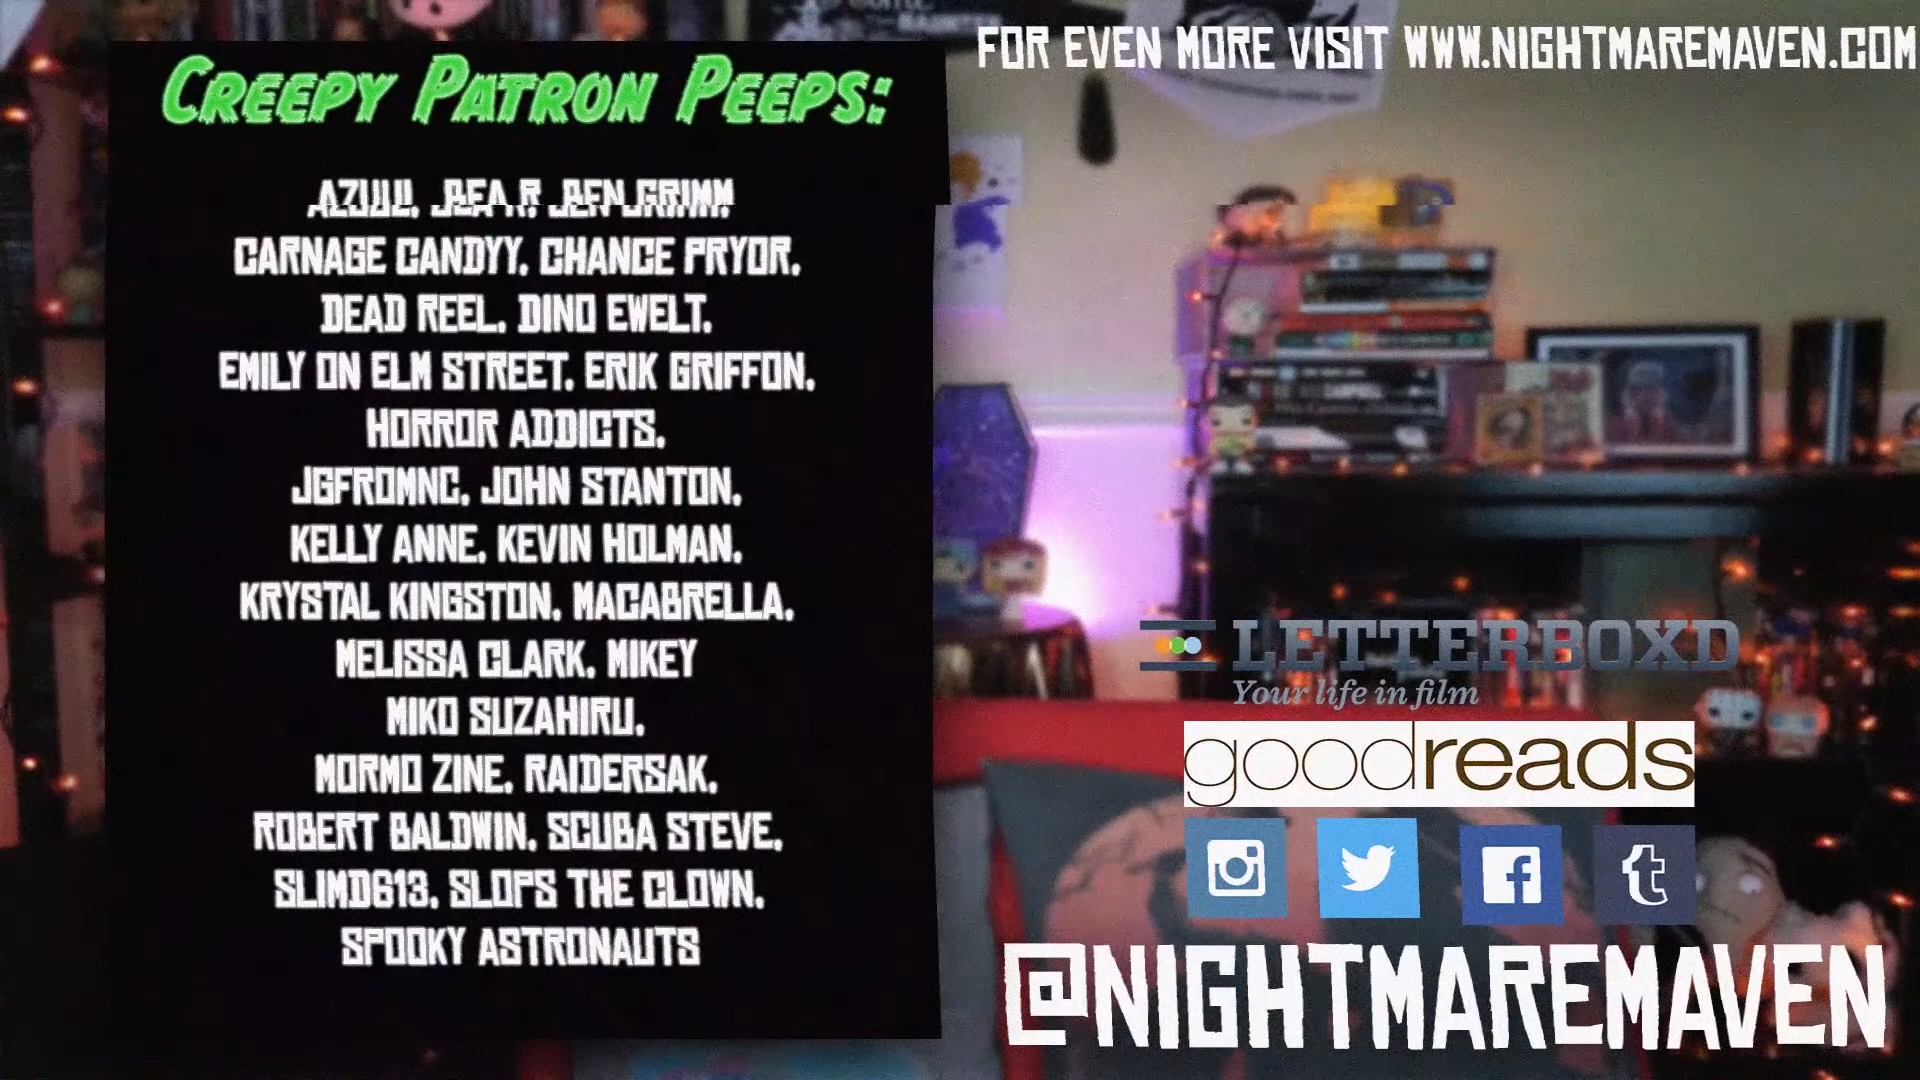 CREEPY PATRON PEEPS:
BEN GRIMM,
CARNAGE CANDYY, CHANCE PRYOR,
DEAD REEL, DINO EWELT,
EMILY ON ELM STREET, ERIK GRIFFON,
HORROR ADDICTS,
JGFROMNC, JOHN STANTON,
KELLY ANNE, KEVIN HOLMAN,
KRYSTAL KINGSTON, MACABRELLA,
MELISSA CLARK, MIKEY
MIKO SUZAHIRU,
MORMO ZINE, RAIDERSAK,
ROBERT BALDWIN, SCUBA STEVE,
SLIMD613, SLOPS THE CLOWN,
SPOOKY ASTRONAUTS
FOR EVEN MORE VISIT WWW.NIGHTMAREMAVEN.COM
LETTERBOXD
Your life in film
goodreads
@NIGHTMAREMAVEN